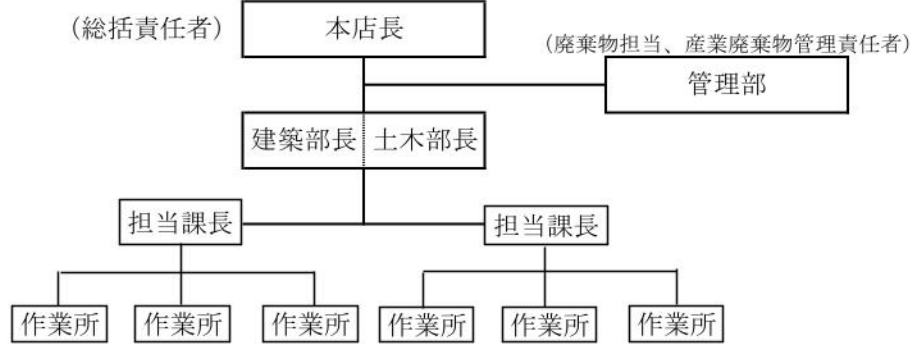 （総括責任者）
本店長
（廃棄物担当、産業廃棄物管理責任者）
管理部
建築部長
土木部長
担当課長
担当課長
作業所
作業所
作業所
作業所
作業所
作業所